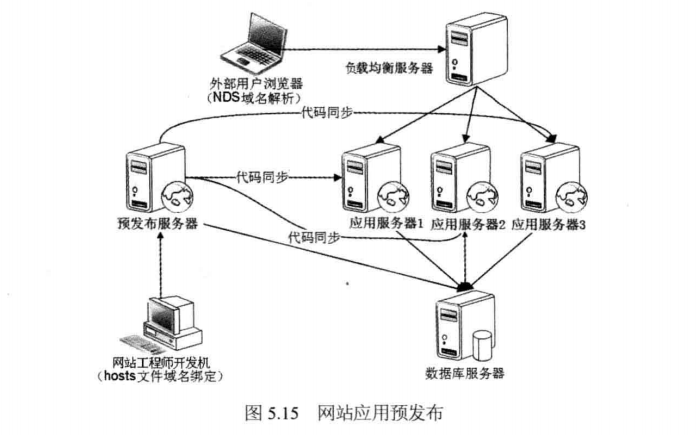 外部用户浏览器
（NDS域名解析）
负载均衡服务器
代码同步
代码同步
预发布服务器
应用服务器1
应用服务器2
应用服务器3
代码同步
网站工程师开发机
（hosts文件域名绑定）
数据库服务器
图 5.15 网站应用预发布